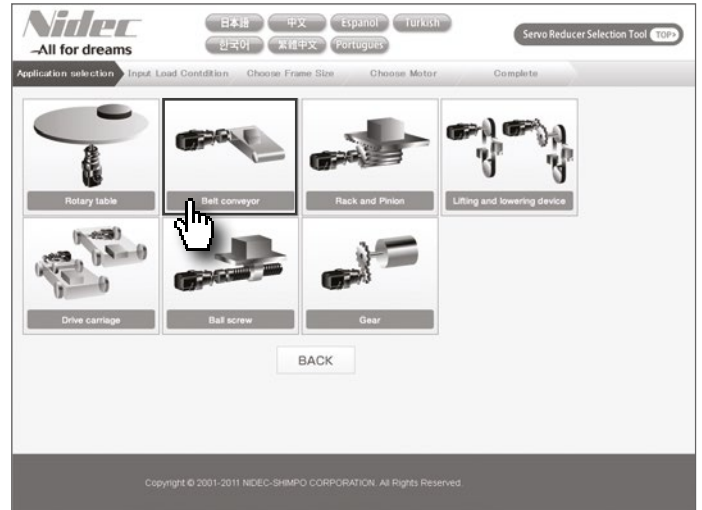 Nidec
-All for dreams
日本語 中文 Español Turkish
한국어 繁體中文 Portugues
Servo Reducer Selection Tool TOP>
Application selection Input Load Contdition Choose Frame Size Choose Motor Complete
Rotary table Belt conveyor Rack and Pinion Lifting and lowering device
Drive carriage Ball screw Gear
BACK
Copyright © 2001-2011 NIDEC-SHIMPO CORPORATION. All Rights Reserved.